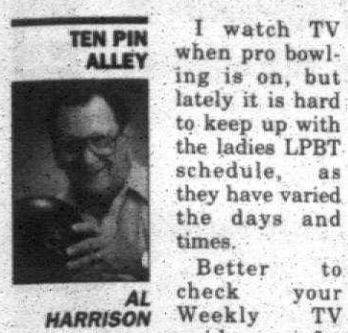 TEN PIN
ALLEY
AL
HARRISON
I watch TV
when pro bowl-
ing is on, but
lately it is hard
to keep up with
the ladies LPBT
schedule, as
they have varied
the days and
times.
Better to
check your
Weekly TV